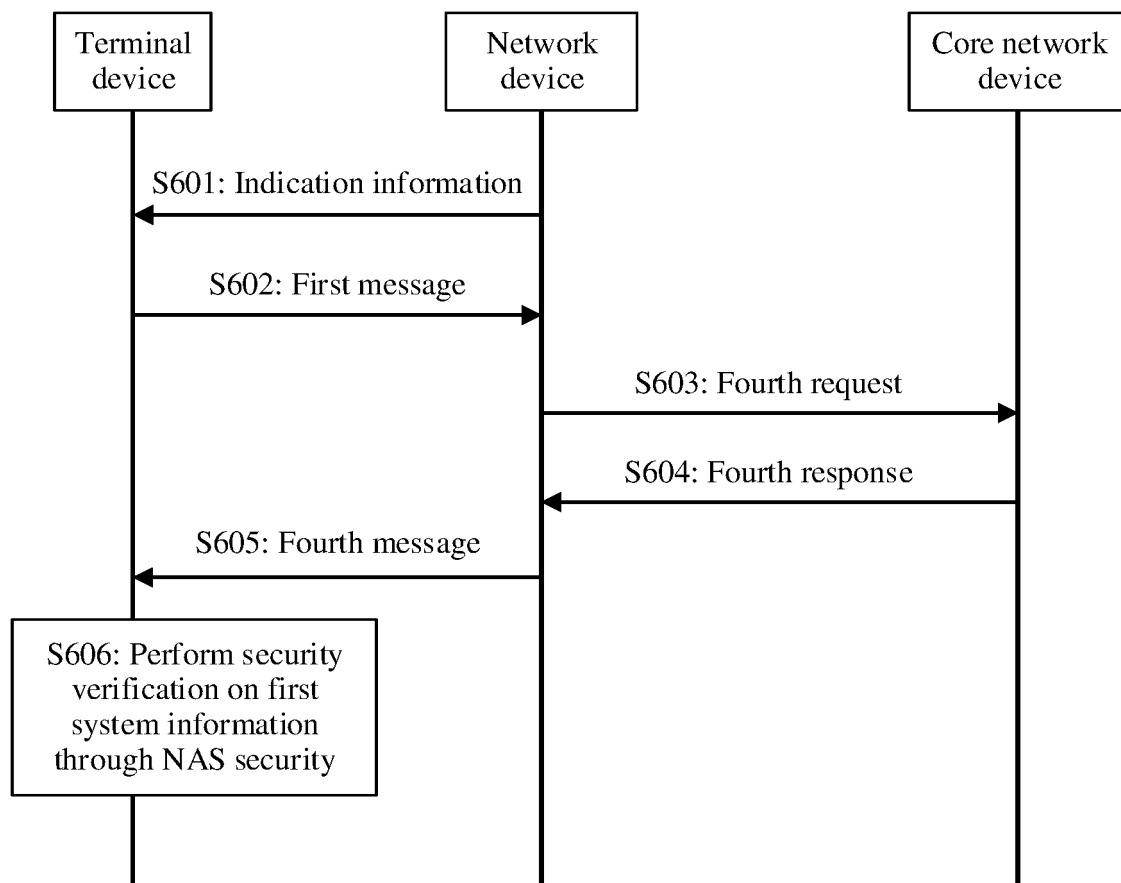 Terminal
device
Network
device
Core network
device
S601: Indication information
S602: First message
S603: Fourth request
S604: Fourth response
S605: Fourth message
S606: Perform security
verification on first
system information
through NAS security